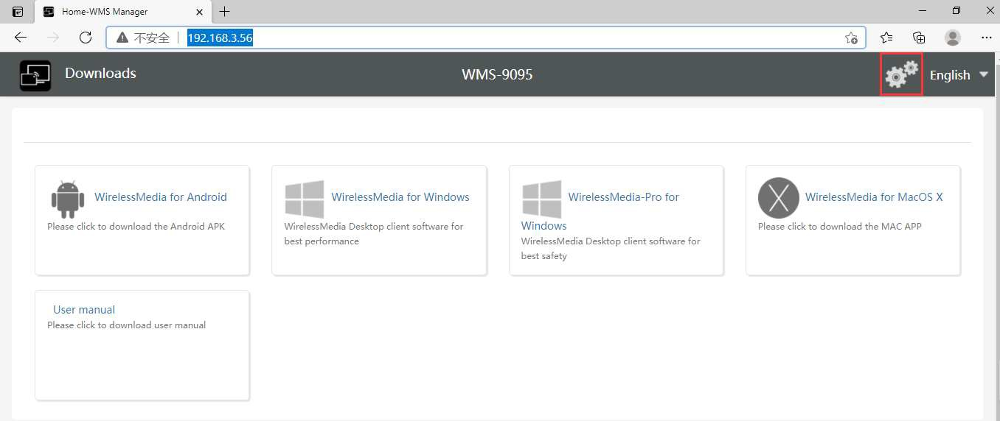 Home-WMS Manager
不安全 192.168.3.56
Downloads
WMS-9095
English
WirelessMedia for Android
Please click to download the Android APK
WirelessMedia for Windows
WirelessMedia Desktop client software for
best performance
WirelessMedia-Pro for
Windows
WirelessMedia Desktop client software for
best safety
WirelessMedia for MacOS X
Please click to download the MAC APP
User manual
Please click to download user manual